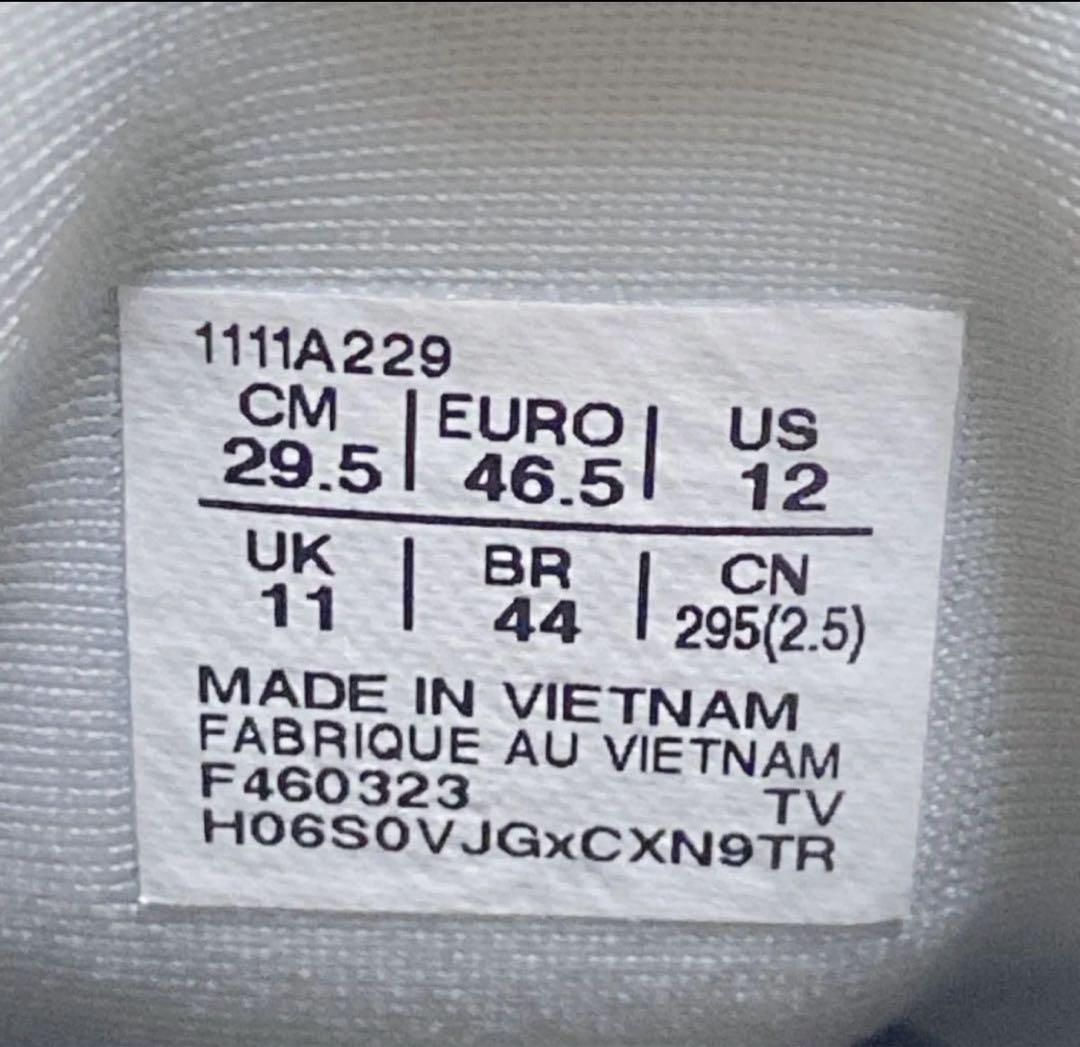 1111A229
CM | EURO | US
29.5 | 46.5 | 12
UK | BR | CN
11 | 44 | 295(2.5)
MADE IN VIETNAM
FABRIQUE AU VIETNAM
F460323 TV
H06S0VJGxCXN9TR